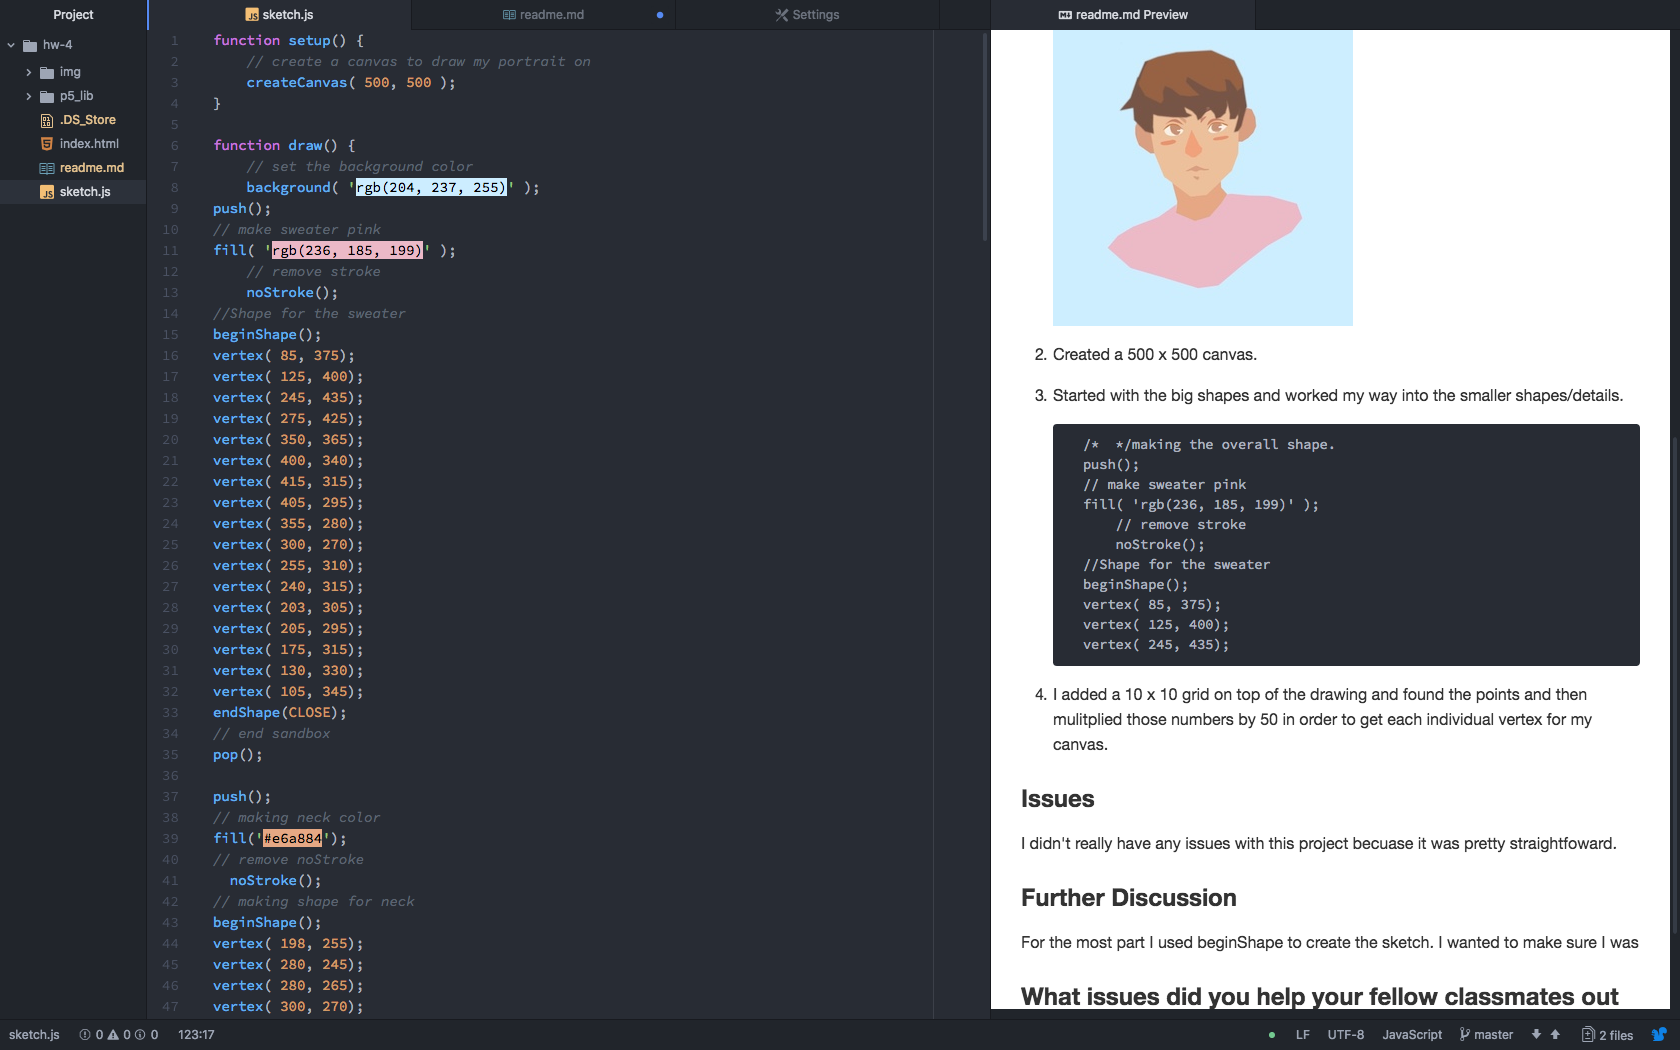 Project
sketch.js
readme.md
Settings
readme.md Preview
hw-4
img
p5_lib
.DS_Store
index.html
readme.md
sketch.js
1 function setup() {
2 // create a canvas to draw my portrait on
3 createCanvas( 500, 500 );
4 }
5
6 function draw() {
7 // set the background color
8 background( 'rgb(204, 237, 255)' );
9 push();
10 // make sweater pink
11 fill( 'rgb(236, 185, 199)' );
12 // remove stroke
13 noStroke();
14 //Shape for the sweater
15 beginShape();
16 vertex( 85, 375);
17 vertex( 125, 400);
18 vertex( 245, 435);
19 vertex( 275, 425);
20 vertex( 350, 365);
21 vertex( 400, 340);
22 vertex( 415, 315);
23 vertex( 405, 295);
24 vertex( 355, 280);
25 vertex( 300, 270);
26 vertex( 255, 310);
27 vertex( 240, 315);
28 vertex( 203, 305);
29 vertex( 205, 295);
30 vertex( 175, 315);
31 vertex( 130, 330);
32 vertex( 105, 345);
33 endShape(CLOSE);
34 // end sandbox
35 pop();
36
37 push();
38 // making neck color
39 fill('#e6a884');
40 // remove noStroke
41 noStroke();
42 // making shape for neck
43 beginShape();
44 vertex( 198, 255);
45 vertex( 280, 245);
46 vertex( 280, 265);
47 vertex( 300, 270);
2. Created a 500 x 500 canvas.
3. Started with the big shapes and worked my way into the smaller shapes/details.
/*  */making the overall shape.
push();
// make sweater pink
fill( 'rgb(236, 185, 199)' );
// remove stroke
noStroke();
//Shape for the sweater
beginShape();
vertex( 85, 375);
vertex( 125, 400);
vertex( 245, 435);
4. I added a 10 x 10 grid on top of the drawing and found the points and then
mulitplied those numbers by 50 in order to get each individual vertex for my
canvas.
Issues
I didn't really have any issues with this project becuase it was pretty straightfoward.
Further Discussion
For the most part I used beginShape to create the sketch. I wanted to make sure I was
What issues did you help your fellow classmates out
sketch.js 0 0 0 123:17
LF UTF-8 JavaScript master 2 files